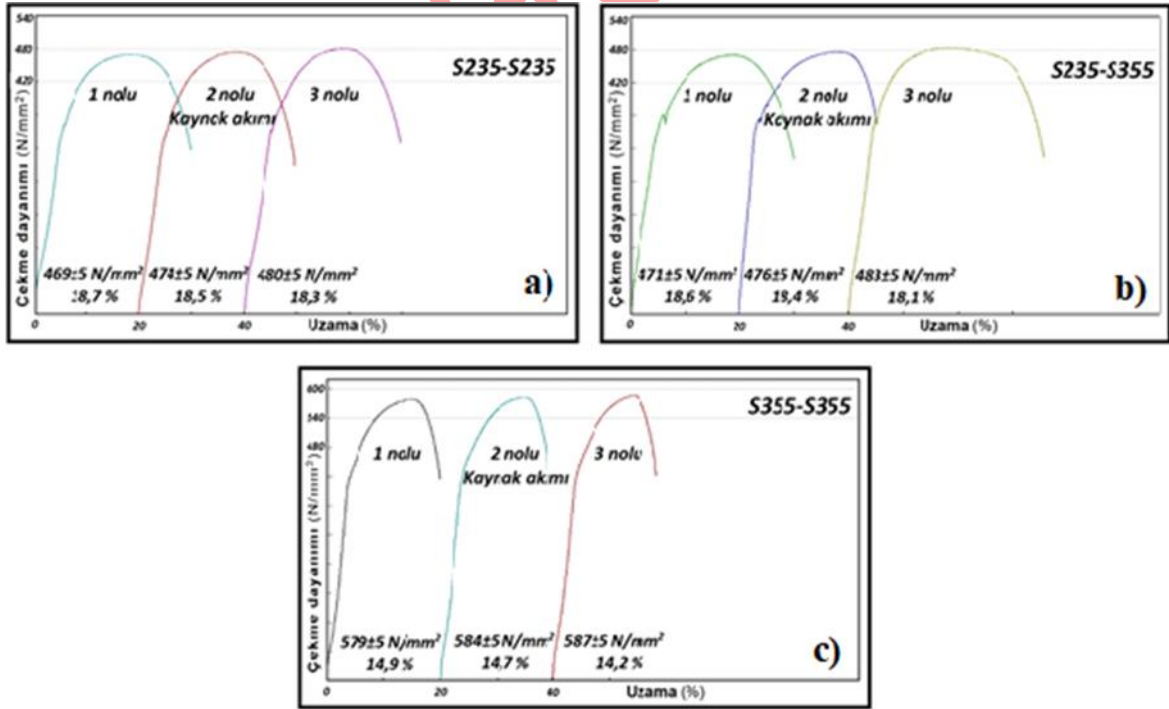 540
480
420
Çekme dayanımı (N/mm²)
S235-S235
1 nolu
2 nolu
3 nolu
Kaynak akımı
469±5 N/mm²
474±5 N/mm²
480±5 N/mm²
18,7 %
18,5 %
18,3 %
a)
0
20
40
Uzama (%)
540
480
420
Çekme dayanımı (N/mm²)
S235-S355
1 nolu
2 nolu
3 nolu
Kaynak akımı
471±5 N/mm²
476±5 N/mm²
483±5 N/mm²
18,6 %
18,1 %
b)
0
20
40
Uzama (%)
600
540
480
Çekme dayanımı (N/mm²)
S355-S355
1 nolu
2 nolu
3 nolu
Kaynak akımı
579±5 N/mm²
584±5 N/mm²
587±5 N/mm²
14,9 %
14,7 %
14,2 %
c)
0
20
40
Uzama (%)